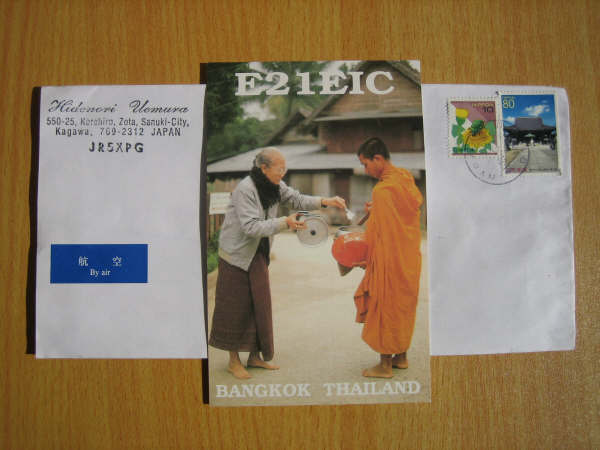 Hidenori Uemura
550-25, Korehiro, Zota, Sanuki-City,
Kagawa, 769-2312 JAPAN
JR5XPG
航 空
By air
E21EIC
BANGKOK THAILAND
NIPPON
10
80